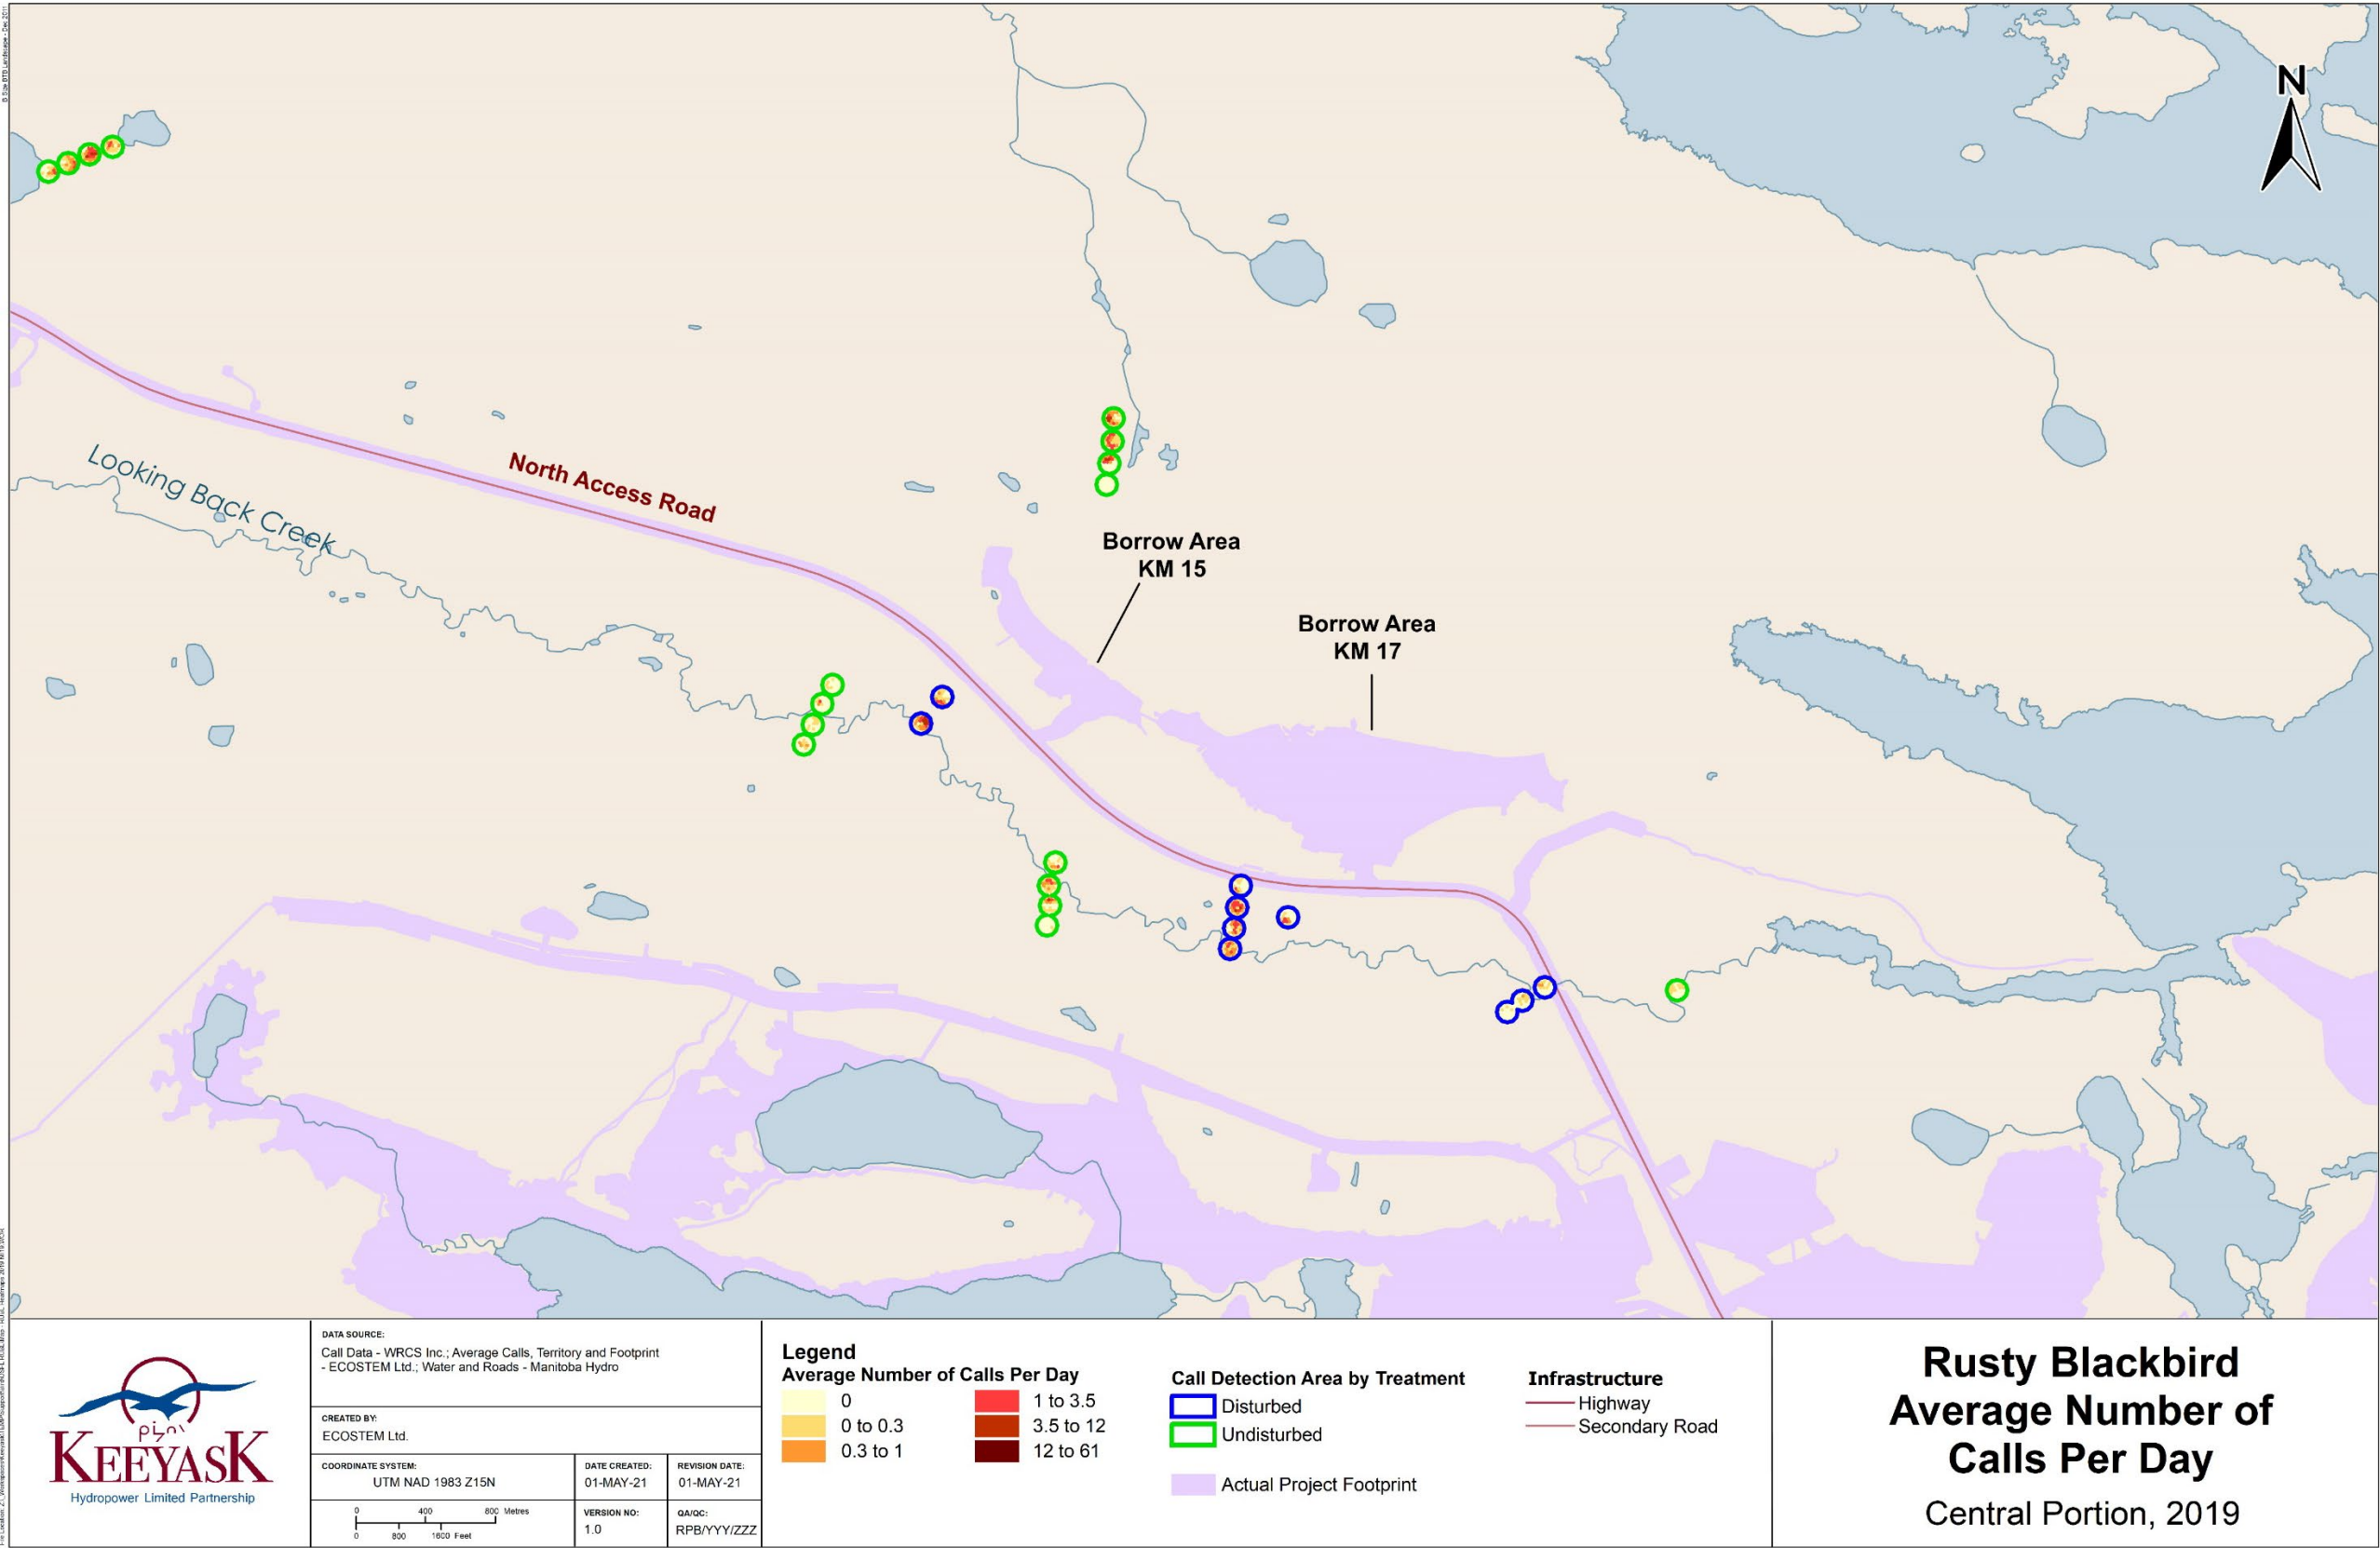 N
Looking Back Creek
North Access Road
Borrow Area
KM 15
Borrow Area
KM 17
KEEYASK
Hydropower Limited Partnership
DATA SOURCE:
Call Data - WRCS Inc.; Average Calls, Territory and Footprint
- ECOSTEM Ltd.; Water and Roads - Manitoba Hydro
CREATED BY:
ECOSTEM Ltd.
COORDINATE SYSTEM:
UTM NAD 1983 Z15N
DATE CREATED:
01-MAY-21
REVISION DATE:
01-MAY-21
0 400 800 Metres
0 800 1600 Feet
VERSION NO:
1.0
QA/QC:
RPB/YYY/ZZZ
Legend
Average Number of Calls Per Day
0
0 to 0.3
0.3 to 1
1 to 3.5
3.5 to 12
12 to 61
Call Detection Area by Treatment
Disturbed
Undisturbed
Actual Project Footprint
Infrastructure
Highway
Secondary Road
Rusty Blackbird
Average Number of
Calls Per Day
Central Portion, 2019